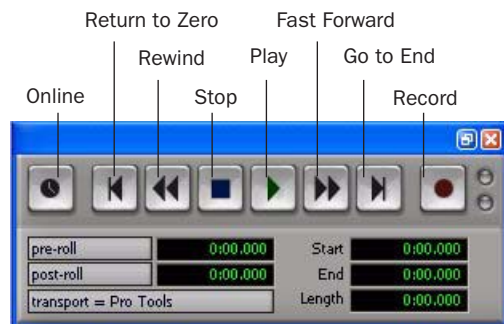 Return to Zero Fast Forward
Rewind Play Go to End
Online Stop Record
pre-roll 0:00.000 Start 0:00.000
post-roll 0:00.000 End 0:00.000
transport = Pro Tools Length 0:00.000